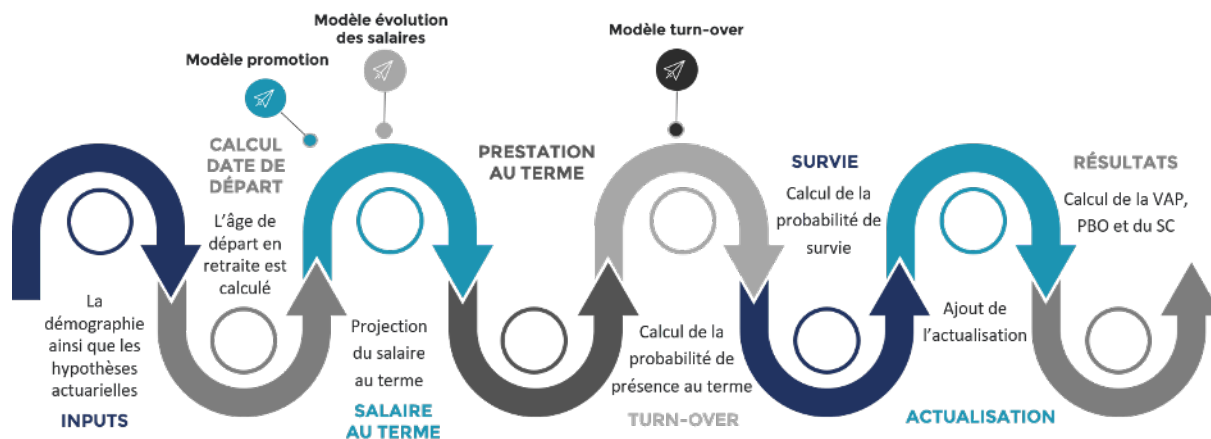 Modèle promotion
Modèle évolution
des salaires
Modèle turn-over
La
démographie
ainsi que les
hypothèses
actuarielles
INPUTS
CALCUL
DATE DE
DÉPART
L'âge de
départ en
retraite est
calculé
Projection
du salaire
au terme
SALAIRE
AU TERME
PRESTATION
AU TERME
Calcul de la
probabilité de
présence au terme
TURN-OVER
SURVIE
Calcul de la
probabilité de
survie
Ajout de
l'actualisation
ACTUALISATION
RÉSULTATS
Calcul de la VAP,
PBO et du SC